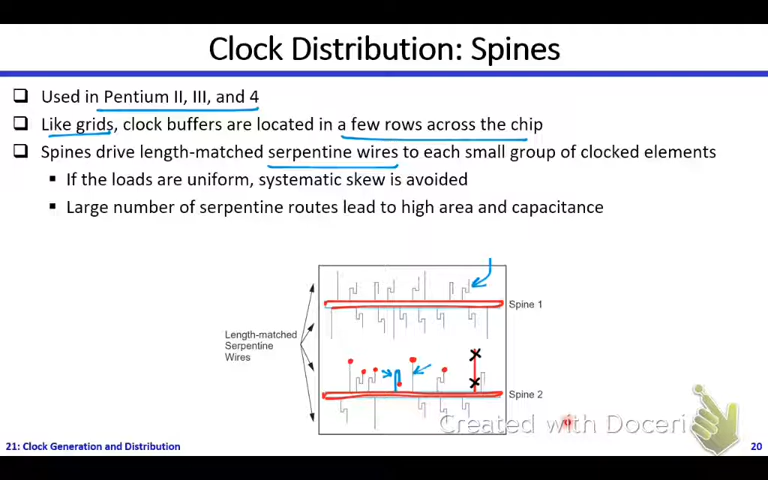 Clock Distribution: Spines
Used in Pentium II, III, and 4
Like grids, clock buffers are located in a few rows across the chip
Spines drive length-matched serpentine wires to each small group of clocked elements
If the loads are uniform, systematic skew is avoided
Large number of serpentine routes lead to high area and capacitance
Spine 1
Length-matched
Serpentine
Wires
Spine 2
Created with Doceri
21: Clock Generation and Distribution
20